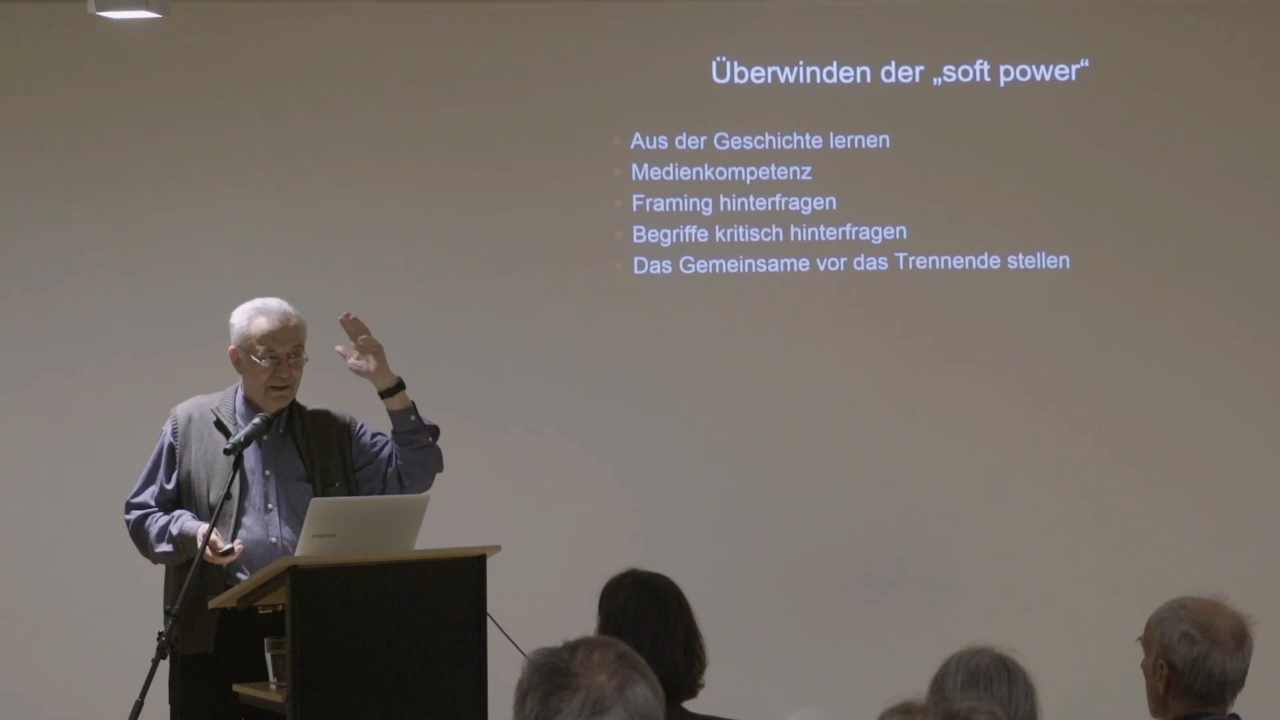 Überwinden der „soft power“
Aus der Geschichte lernen
Medienkompetenz
Framing hinterfragen
Begriffe kritisch hinterfragen
Das Gemeinsame vor das Trennende stellen